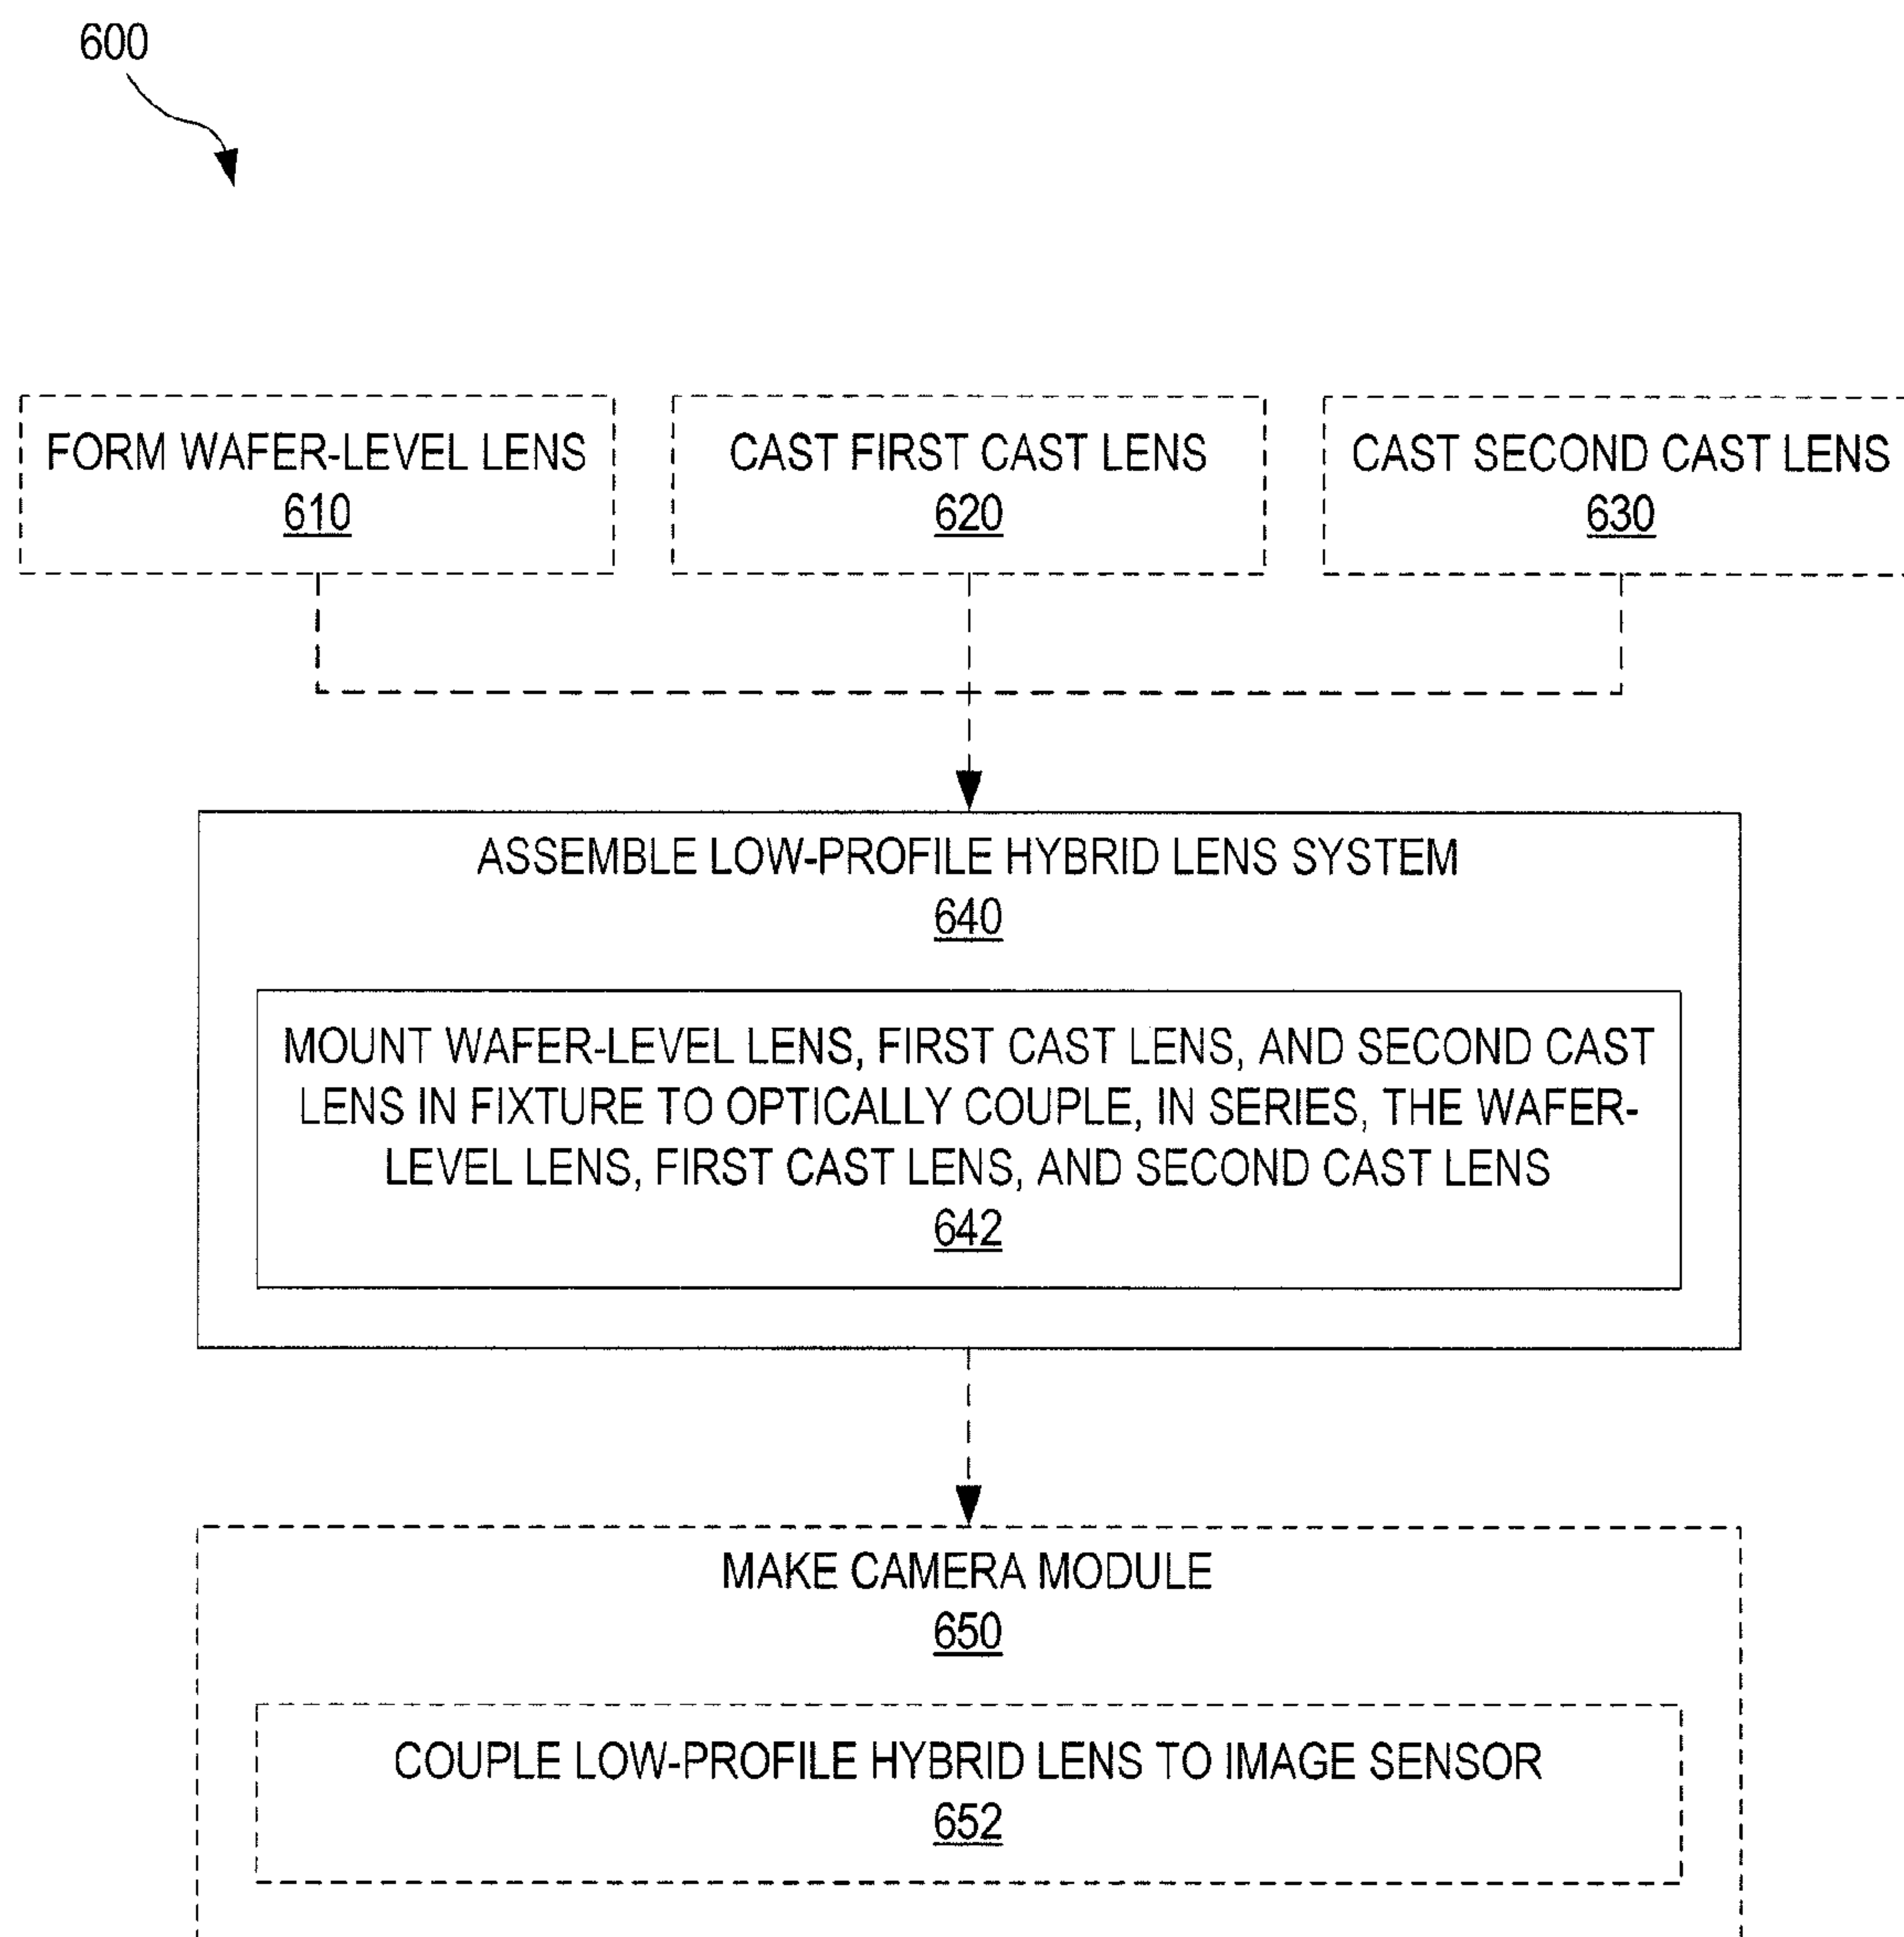 600
FORM WAFER-LEVEL LENS
610
CAST FIRST CAST LENS
620
CAST SECOND CAST LENS
630
ASSEMBLE LOW-PROFILE HYBRID LENS SYSTEM
640
MOUNT WAFER-LEVEL LENS, FIRST CAST LENS, AND SECOND CAST
LENS IN FIXTURE TO OPTICALLY COUPLE, IN SERIES, THE WAFER-
LEVEL LENS, FIRST CAST LENS, AND SECOND CAST LENS
642
MAKE CAMERA MODULE
650
COUPLE LOW-PROFILE HYBRID LENS TO IMAGE SENSOR
652